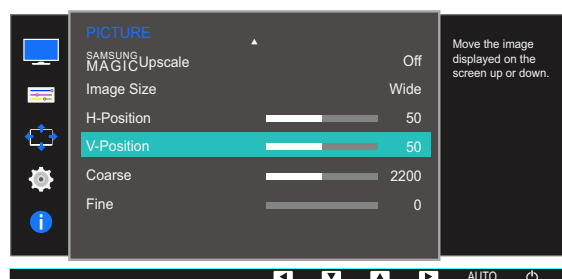 PICTURE
SAMSUNG
MAGICUpscale Off
Image Size Wide
H-Position 50
V-Position 50
Coarse 2200
Fine 0
Move the image
displayed on the
screen up or down.
AUTO